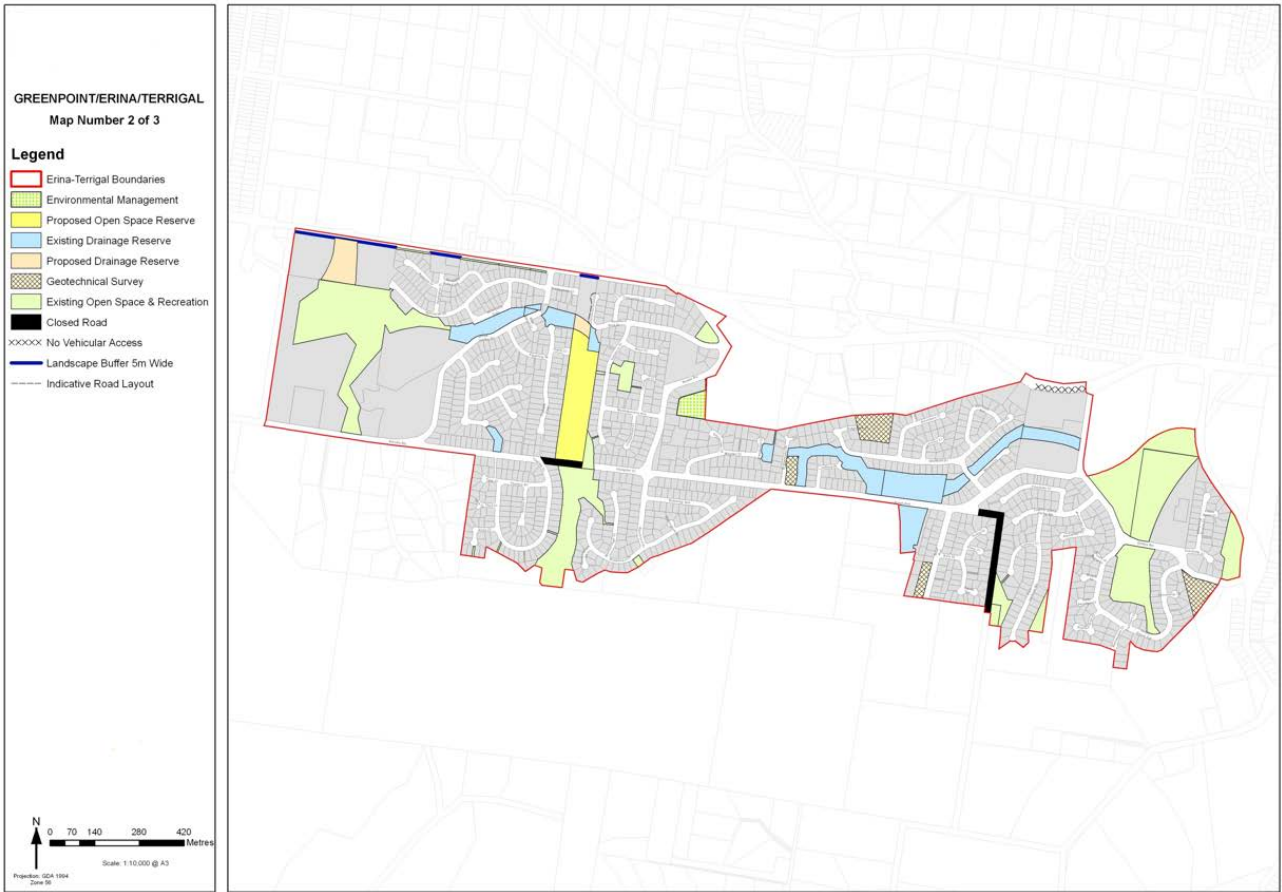 GREENPOINT/ERINA/TERRIGAL
Map Number 2 of 3
Legend
Erina-Terrigal Boundaries
Environmental Management
Proposed Open Space Reserve
Existing Drainage Reserve
Proposed Drainage Reserve
Geotechnical Survey
Existing Open Space & Recreation
Closed Road
No Vehicular Access
Landscape Buffer 5m Wide
Indicative Road Layout
N
0 70 140 280 420
Metres
Scale: 1:10,000 @ A3
Projection: GDA 1994
Zone 56